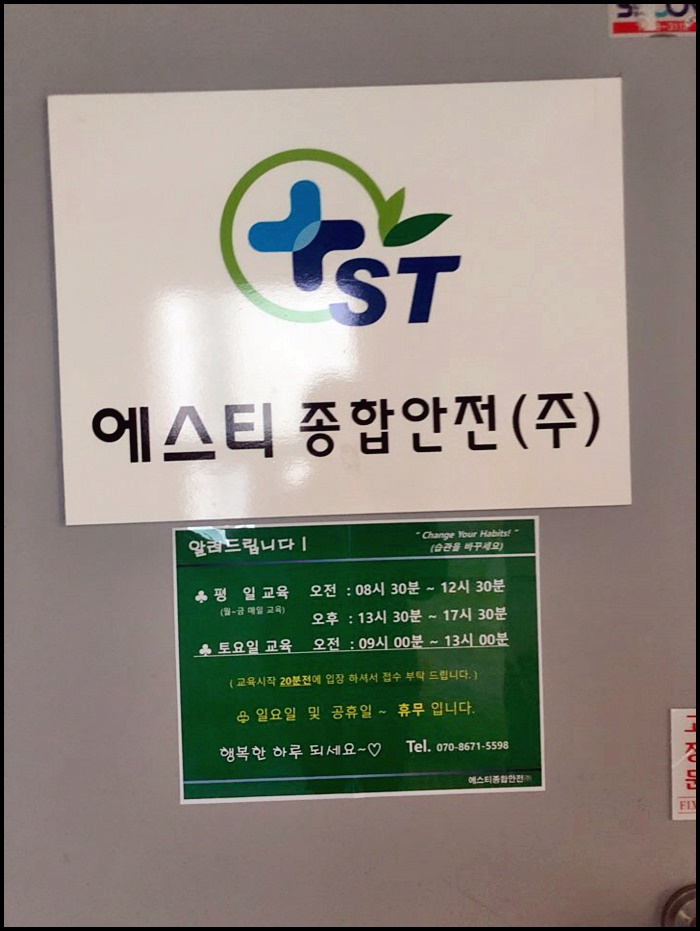 ST
에스티 종합안전(주)
알려드립니다 |
" Change Your Habits! "
(습관을 바꾸세요)
♣ 평 일 교육 오전 : 08시 30분 ~ 12시 30분
(월~금 매일 교육)
오후 : 13시 30분 ~ 17시 30분
♣ 토요일 교육 오전 : 09시 00분 ~ 13시 00분
( 교육시작 20분전에 입장 하셔서 접수 부탁 드립니다. )
♧ 일요일 및 공휴일 ~ 휴무 입니다.
행복한 하루 되세요~♡ Tel. 070-8671-5598
에스티종합안전㈜